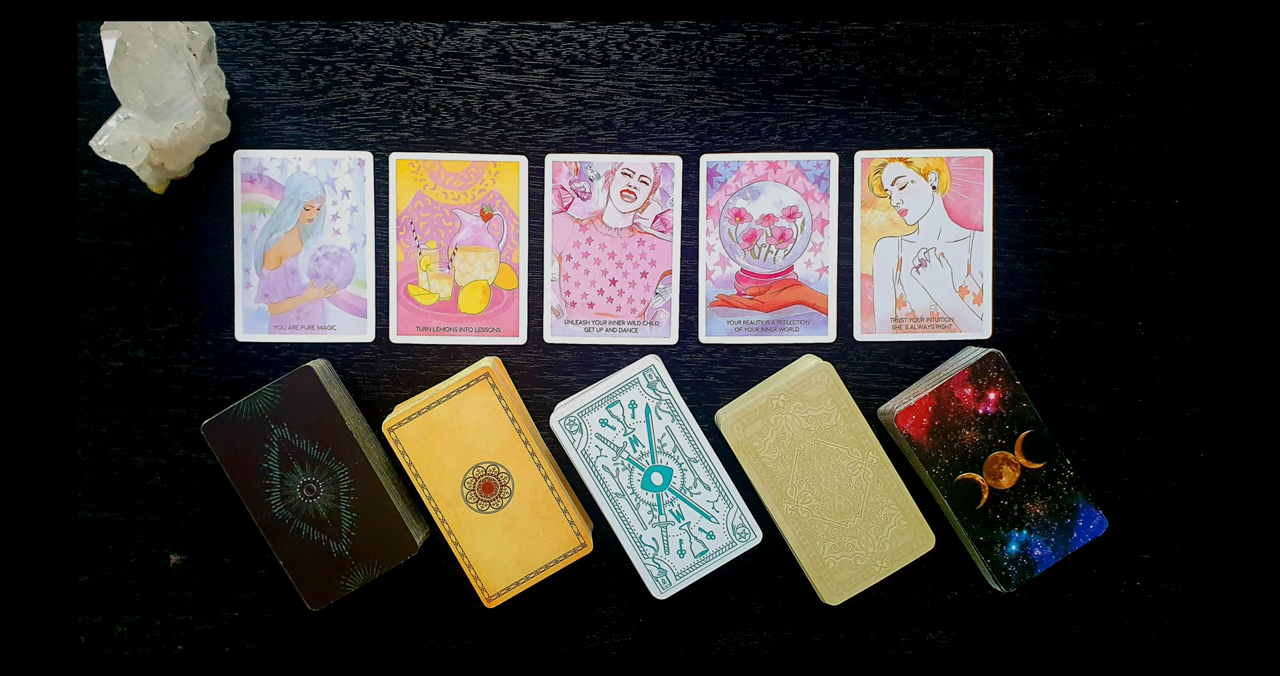 YOU ARE PURE MAGIC
TURN LEMONS INTO LESSONS
UNLEASH YOUR INNER WILD CHILD,
GET UP AND DANCE
YOUR REALITY IS A REFLECTION
OF YOUR INNER WORLD
TRUST YOUR INTUITION
SHE'S ALWAYS RIGHT